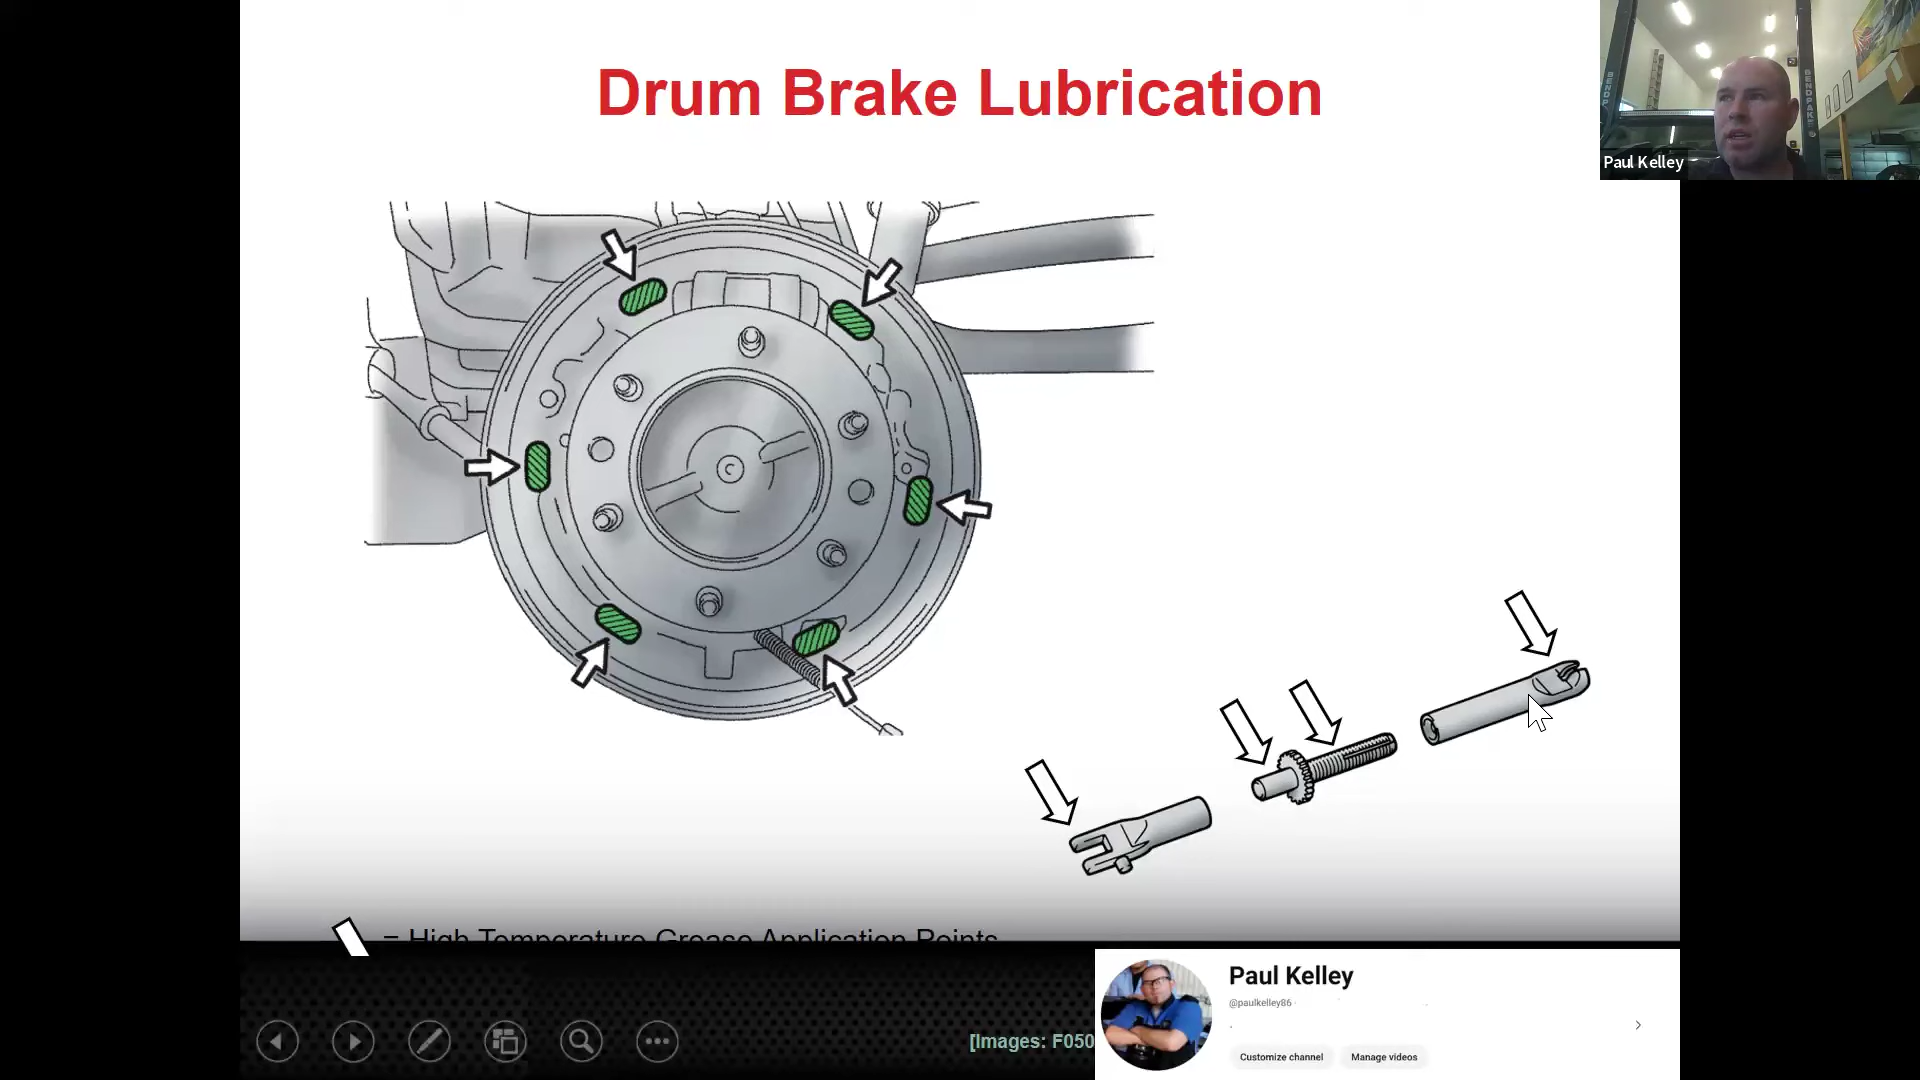 Drum Brake Lubrication
BENDPAK
Paul Kelley
= High Temperature Grease Application Points
[Images: F050
Paul Kelley
@paulkelley86
Customize channel
Manage videos